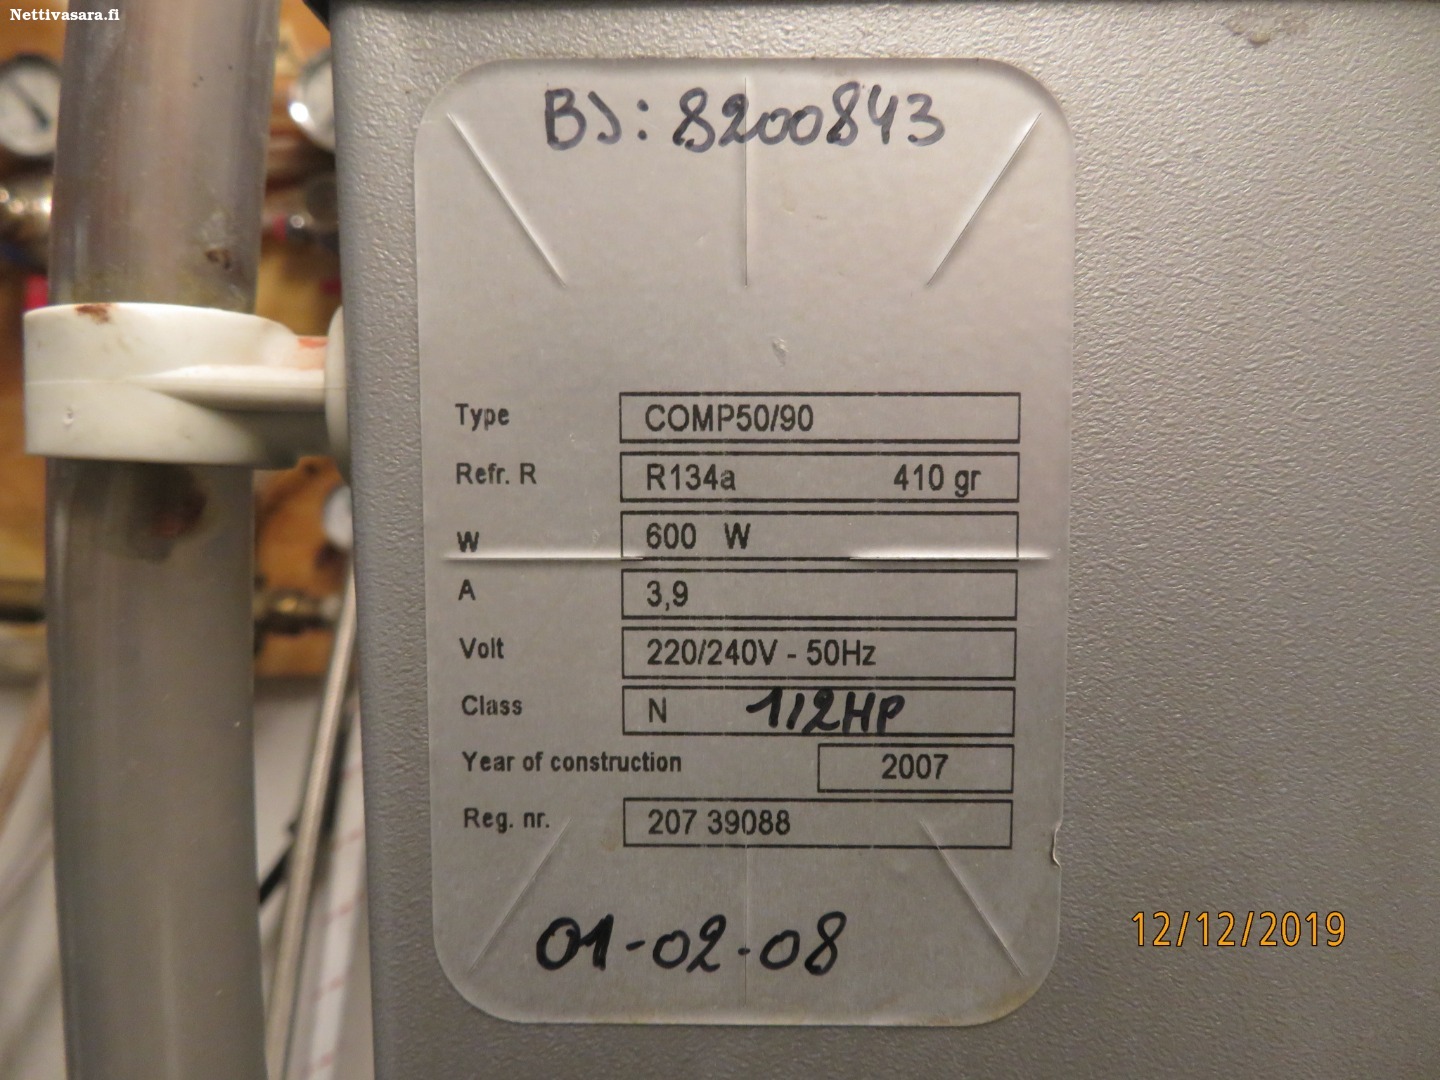 Nettivasara.fi
BJ: 8200843
Type COMP50/90
Refr. R R134a 410 gr
W 600 W
A 3,9
Volt 220/240V - 50Hz
Class N 1/2HP
Year of construction 2007
Reg. nr. 207 39088
01-02-08
12/12/2019